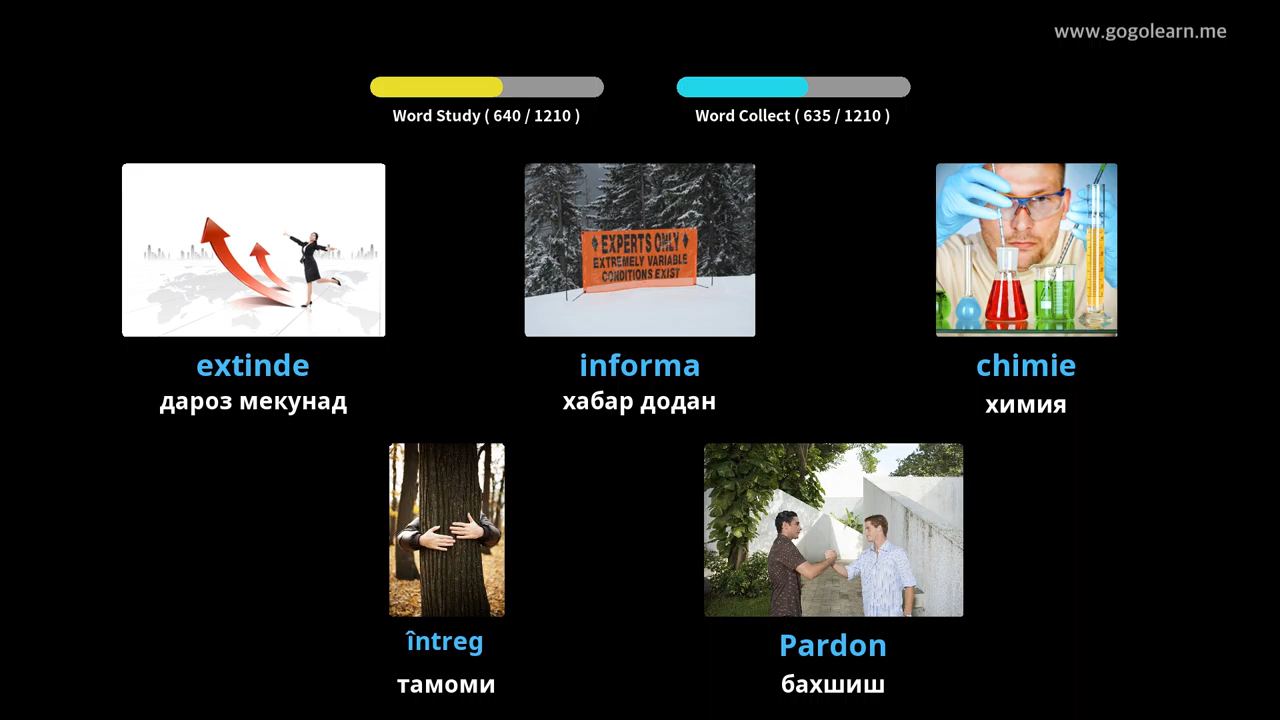 www.gogolearn.me
Word Study ( 640 / 1210 )
Word Collect ( 635 / 1210 )
EXPERTS ONLY
EXTREMELY VARIABLE
CONDITIONS EXIST
extinde
дароз мекунад
informa
хабар додан
chimie
химия
întreg
тамоми
Pardon
бахшиш